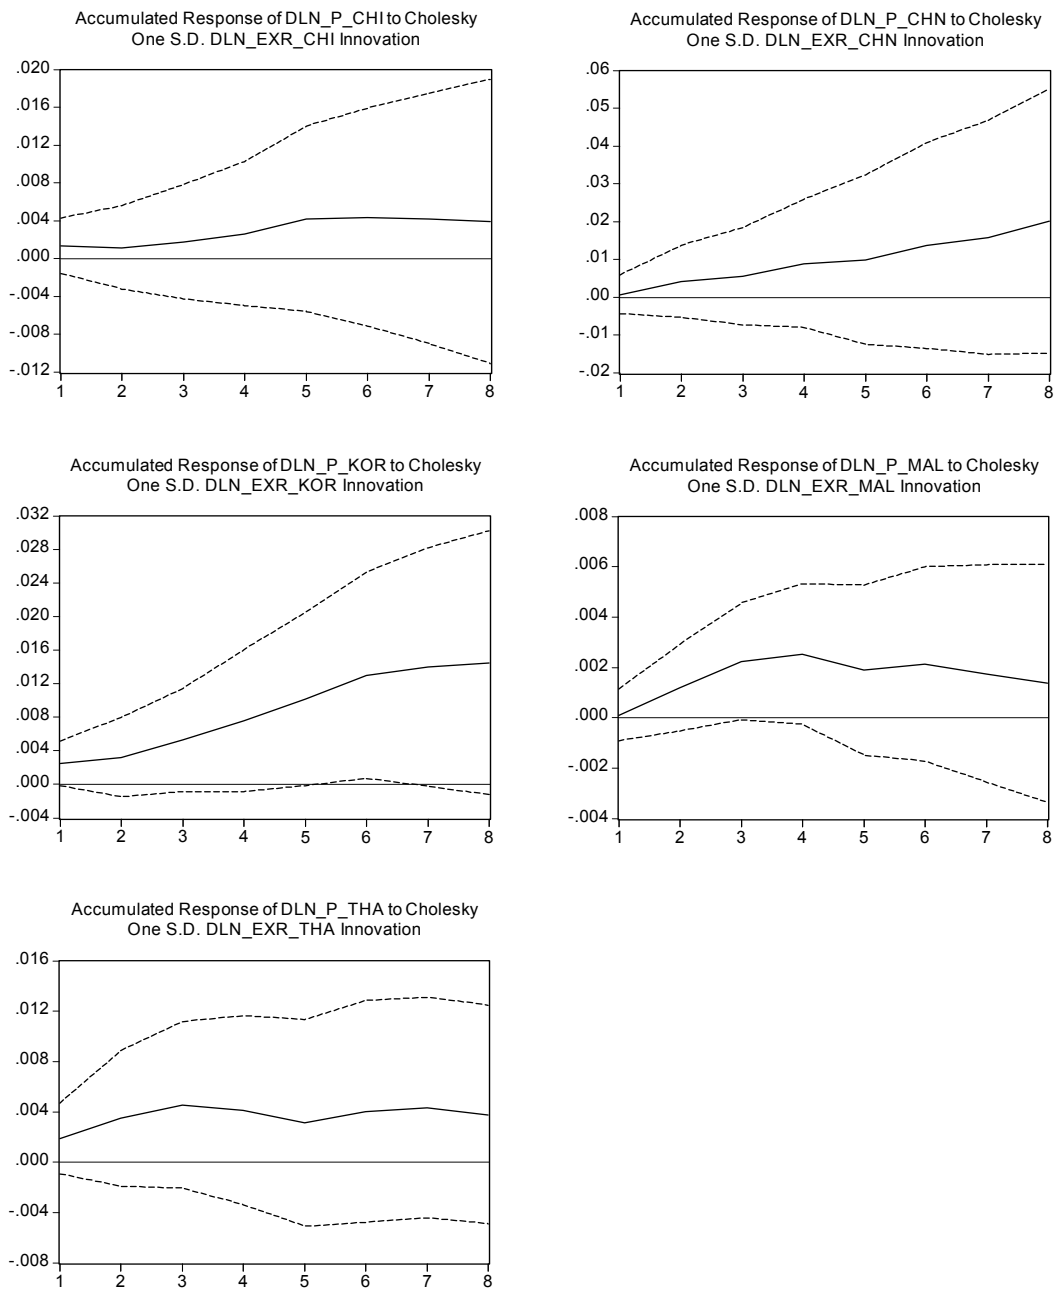 Accumulated Response of DLN_P_CHI to Cholesky
One S.D. DLN_EXR_CHI Innovation
.020
.016
.012
.008
.004
.000
-.004
-.008
-.012
1 2 3 4 5 6 7 8
Accumulated Response of DLN_P_CHN to Cholesky
One S.D. DLN_EXR_CHN Innovation
.06
.05
.04
.03
.02
.01
.00
-.01
-.02
1 2 3 4 5 6 7 8
Accumulated Response of DLN_P_KOR to Cholesky
One S.D. DLN_EXR_KOR Innovation
.032
.028
.024
.020
.016
.012
.008
.004
.000
-.004
1 2 3 4 5 6 7 8
Accumulated Response of DLN_P_MAL to Cholesky
One S.D. DLN_EXR_MAL Innovation
.008
.006
.004
.002
.000
-.002
-.004
1 2 3 4 5 6 7 8
Accumulated Response of DLN_P_THA to Cholesky
One S.D. DLN_EXR_THA Innovation
.016
.012
.008
.004
.000
-.004
-.008
1 2 3 4 5 6 7 8